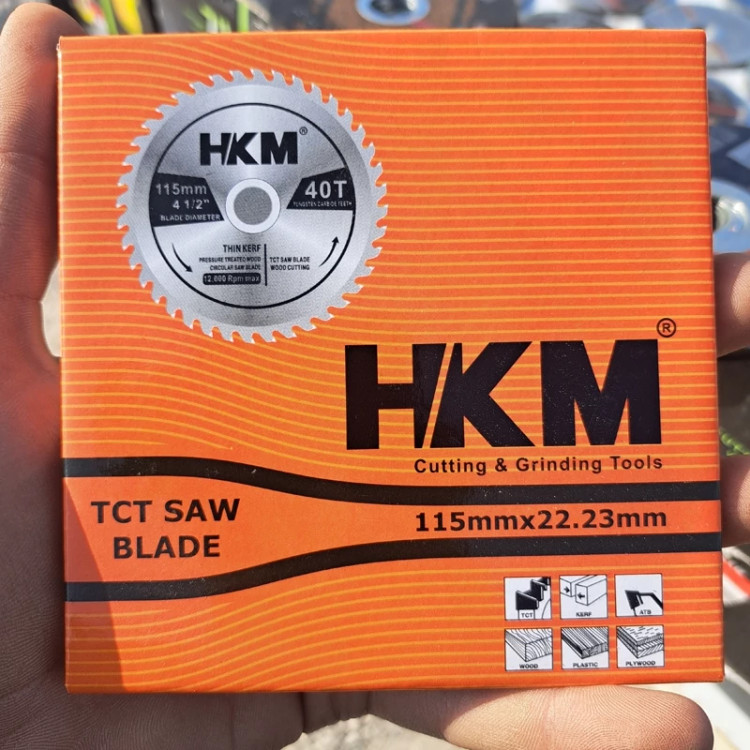 HKM®
115mm
4 1/2"
BLADE DIAMETER
40T
TUNGSTEN CARBIDE TEETH
THIN KERF
PRESSURE TREATED WOOD
CIRCULAR SAW BLADE
12.000 Rpm max
TCT SAW BLADE
WOOD CUTTING
HKM®
Cutting & Grinding Tools
TCT SAW
BLADE
115mmx22.23mm
TCT
KERF
ATB
WOOD
PLASTIC
PLYWOOD